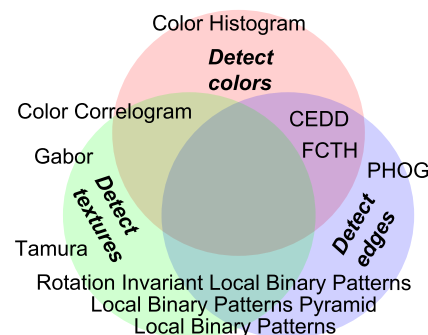 Color Histogram
Detect
colors
Color Correlogram
CEDD
FCTH
Gabor
PHOG
Detect
textures
Detect
edges
Tamura
Rotation Invariant Local Binary Patterns
Local Binary Patterns Pyramid
Local Binary Patterns